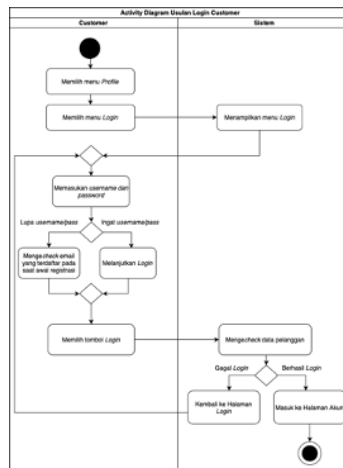 Activity Diagram Usulan Login Customer
Customer
Sistem
Memilih menu Profile
Memilih menu Login
Menampilkan menu Login
Memasukan username dan
password
Lupa username/pass
Ingat username/pass
Mengecheck email
yang terdaftar pada
saat awal registrasi
Melanjutkan Login
Memilih tombol Login
Mengecheck data pelanggan
Gagal Login
Berhasil Login
Kembali ke Halaman
Login
Masuk ke Halaman Akun